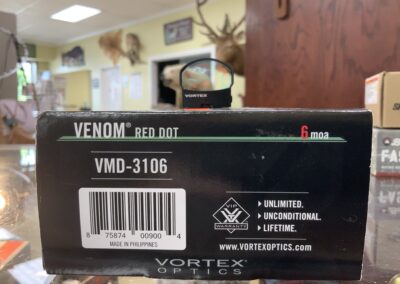 VORTEX
VENOM® RED DOT 6 moa
VMD-3106
8 75874 00900 4
MADE IN PHILIPPINES
VIP
WARRANTY
▸ UNLIMITED.
▸ UNCONDITIONAL.
▸ LIFETIME.
www.VORTEXOPTICS.com
VORTEX®
OPTICS